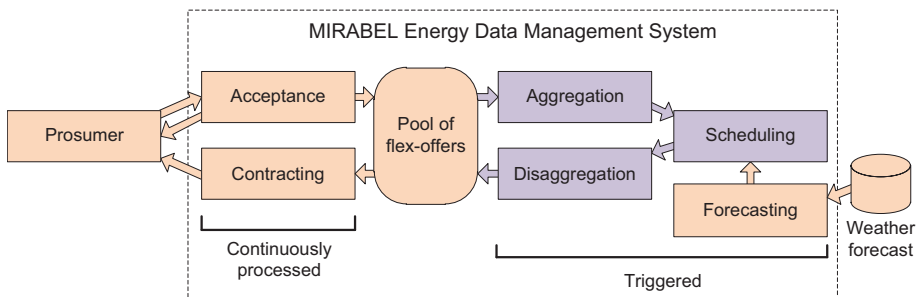 MIRABEL Energy Data Management System
Prosumer
Acceptance
Contracting
Pool of
flex-offers
Aggregation
Disaggregation
Scheduling
Forecasting
Weather
forecast
Continuously
processed
Triggered